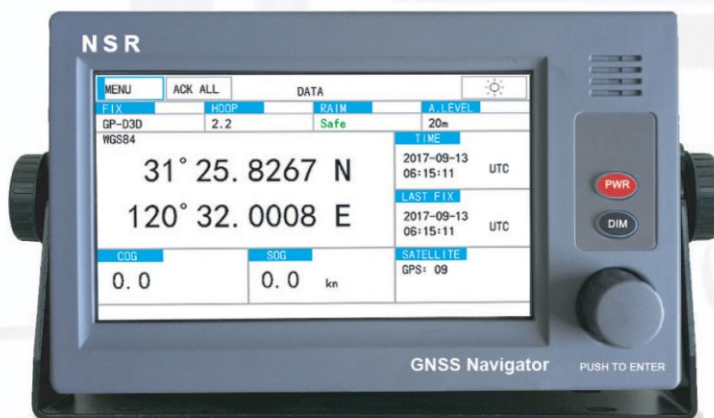 NSR
MENU ACK ALL DATA
FIX HDOP RAIM A.LEVEL
GP-D3D 2.2 Safe 20m
WGS84
31° 25.8267 N
120° 32.0008 E
TIME
2017-09-13
06:15:11 UTC
LAST FIX
2017-09-13
06:15:11 UTC
COG SOG SATELLITE
0.0 0.0 kn GPS: 09
PWR
DIM
GNSS Navigator
PUSH TO ENTER